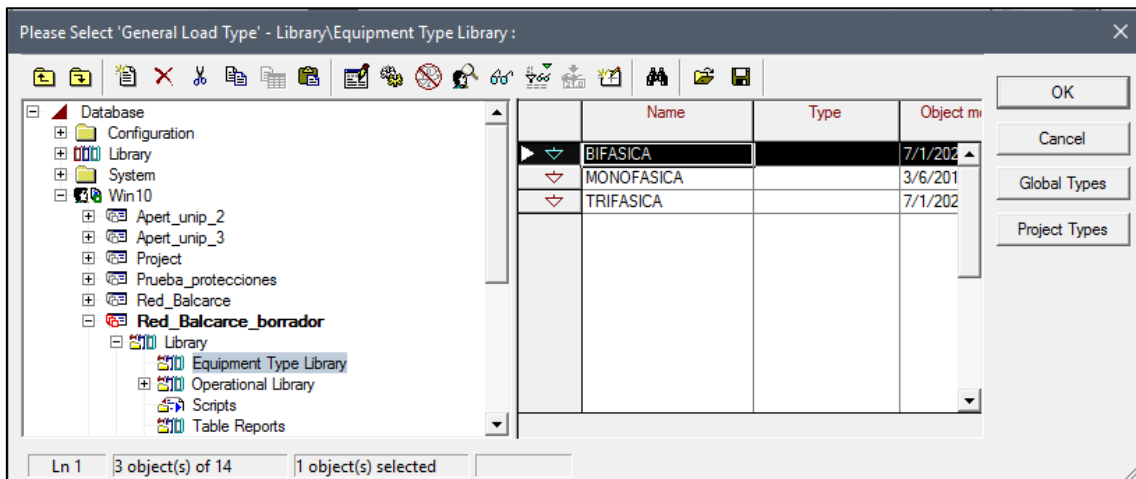 Please Select 'General Load Type' - Library\Equipment Type Library :
OK
Cancel
Global Types
Project Types
Database
Configuration
Library
System
Win10
Apert_unip_2
Apert_unip_3
Project
Prueba_protecciones
Red_Balcarce
Red_Balcarce_borrador
Library
Equipment Type Library
Operational Library
Scripts
Table Reports
Name Type Object m
BIFASICA 7/1/202
MONOFASICA 3/6/201
TRIFASICA 7/1/202
Ln 1 3 object(s) of 14 1 object(s) selected